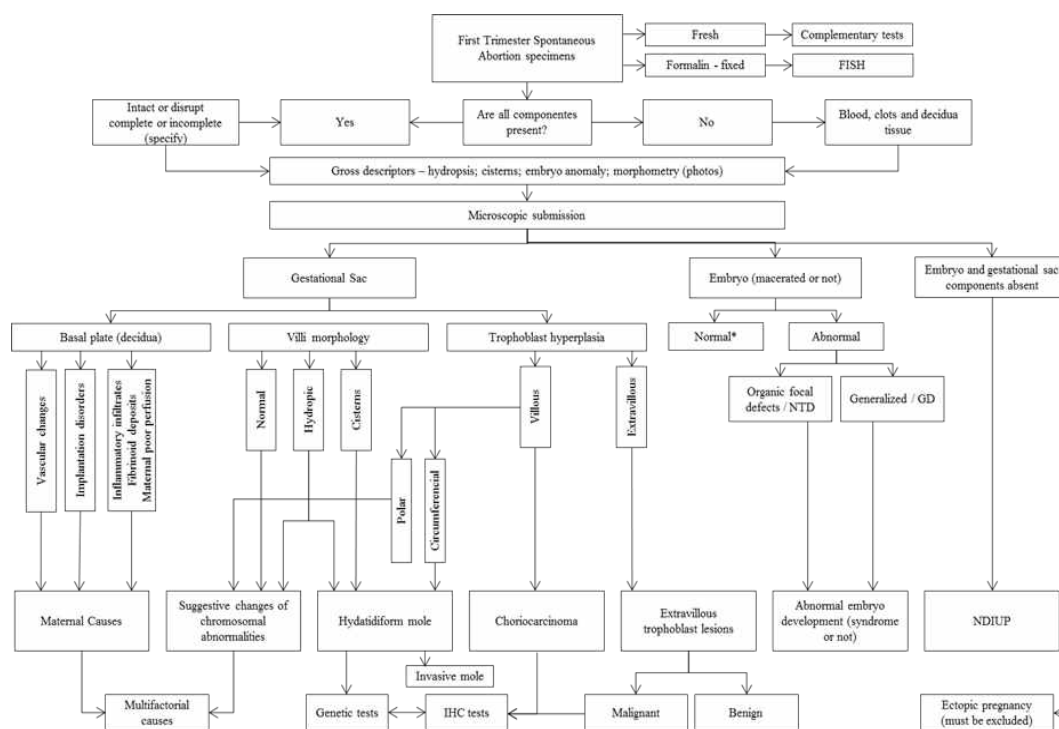 First Trimester Spontaneous
Abortion specimens
Fresh
Complementary tests
Formalin - fixed
FISH
Intact or disrupt
complete or incomplete
(specify)
Yes
Are all componentes
present?
No
Blood, clots and decidua
tissue
Gross descriptors – hydropsis; cisterns; embryo anomaly; morphometry (photos)
Microscopic submission
Gestational Sac
Embryo (macerated or not)
Embryo and gestational sac
components absent
Basal plate (decidua)
Villi morphology
Trophoblast hyperplasia
Normal*
Abnormal
Vascular changes
Implantation disorders
Inflammatory infiltrates
Fibrinoid deposits
Maternal poor perfusion
Normal
Hydropic
Cisterns
Polar
Circumferencial
Villous
Extravillous
Organic focal
defects / NTD
Generalized / GD
Maternal Causes
Suggestive changes of
chromosomal
abnormalities
Hydatidiform mole
Choriocarcinoma
Extravillous
trophoblast lesions
Abnormal embryo
development (syndrome
or not)
NDIUP
Invasive mole
Multifactorial
causes
Genetic tests
IHC tests
Malignant
Benign
Ectopic pregnancy
(must be excluded)